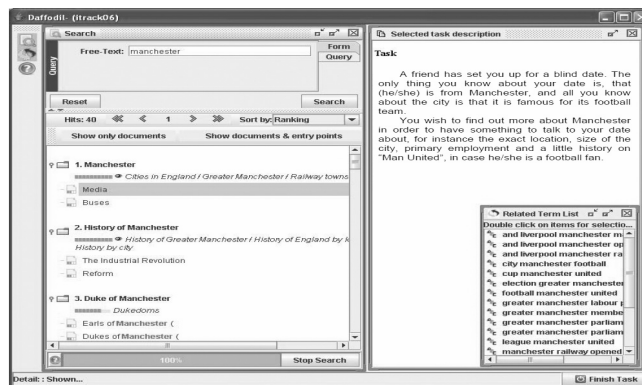 Daffodil- (itrack06)
Search
Query
Free-Text: manchester
Form
Query
Reset
Search
Hits: 40
1
Sort by: Ranking
Show only documents
Show documents & entry points
1. Manchester
Cities in England / Greater Manchester / Railway towns
Media
Buses
2. History of Manchester
History of Greater Manchester / History of England by k
History by city
The Industrial Revolution
Reform
3. Duke of Manchester
Dukedoms
Earls of Manchester (
Dukes of Manchester (
100%
Stop Search
Detail: : Shown...
Selected task description
Task
A friend has set you up for a blind date. The
only thing you know about your date is, that
(he/she) is from Manchester, and all you know
about the city is that it is famous for its football
team.
You wish to find out more about Manchester
in order to have something to talk to your date
about, for instance the exact location, size of the
city, primary employment and a little history on
"Man United", in case he/she is a football fan.
Related Term List
Double click on items for selectio...
and liverpool manchester m
and liverpool manchester op
and liverpool manchester ra
city manchester football
cup manchester united
election greater manchester
football manchester united
greater manchester labour p
greater manchester membe
greater manchester parliam
greater manchester parliam
league manchester united
manchester railway opened
Finish Task